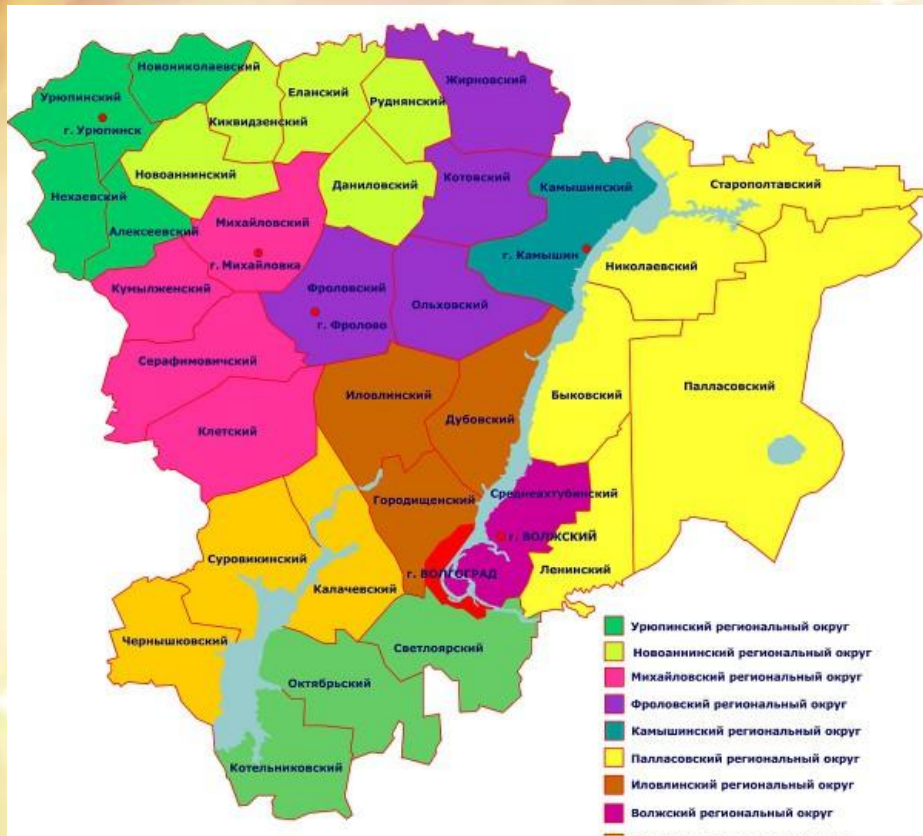 Новониколаевский
Урюпинский
г. Урюпинск
Еланский
Руднянский
Жирновский
Киквидзенский
Новоаннинский
Даниловский
Котовский
Камышинский
Старополтавский
Нехаевский
Алексеевский
Михайловский
г. Михайловка
г. Камышин
Николаевский
Кумылженский
Фроловский
г. Фролово
Ольховский
Серафимовичский
Иловлинский
Дубовский
Быковский
Палласовский
Клетский
Городищенский
Среднеахтубинский
г. ВОЛЖСКИЙ
Суровикинский
Калачевский
г. ВОЛГОГРАД
Ленинский
Чернышковский
Светлоярский
Октябрьский
Котельниковский
Урюпинский региональный округ
Новоаннинский региональный округ
Михайловский региональный округ
Фроловский региональный округ
Камышинский региональный округ
Палласовский региональный округ
Иловлинский региональный округ
Волжский региональный округ